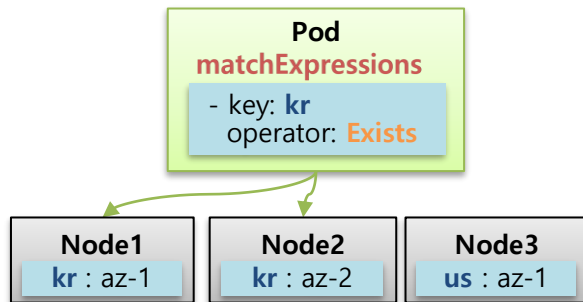 Pod
matchExpressions
- key: kr
operator: Exists
Node1
kr : az-1
Node2
kr : az-2
Node3
us : az-1